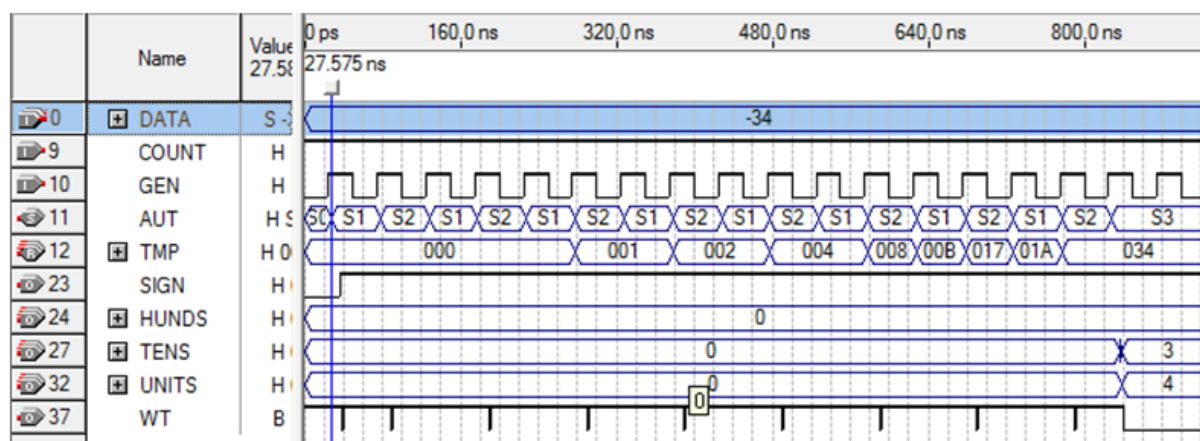 Name
Value
27.58
0 ps
160.0 ns
320.0 ns
480.0 ns
640.0 ns
800.0 ns
27.575 ns
0 DATA S -34
9 COUNT H
10 GEN H
11 AUT H S S0 S1 S2 S1 S2 S1 S2 S1 S2 S1 S2 S1 S2 S1 S2 S1 S2 S3
12 TMP H 0 000 001 002 004 008 00B 017 01A 034
23 SIGN H
24 HUNDS H 0
27 TENS H 0 3
32 UNITS H 0 4
0
37 WT B